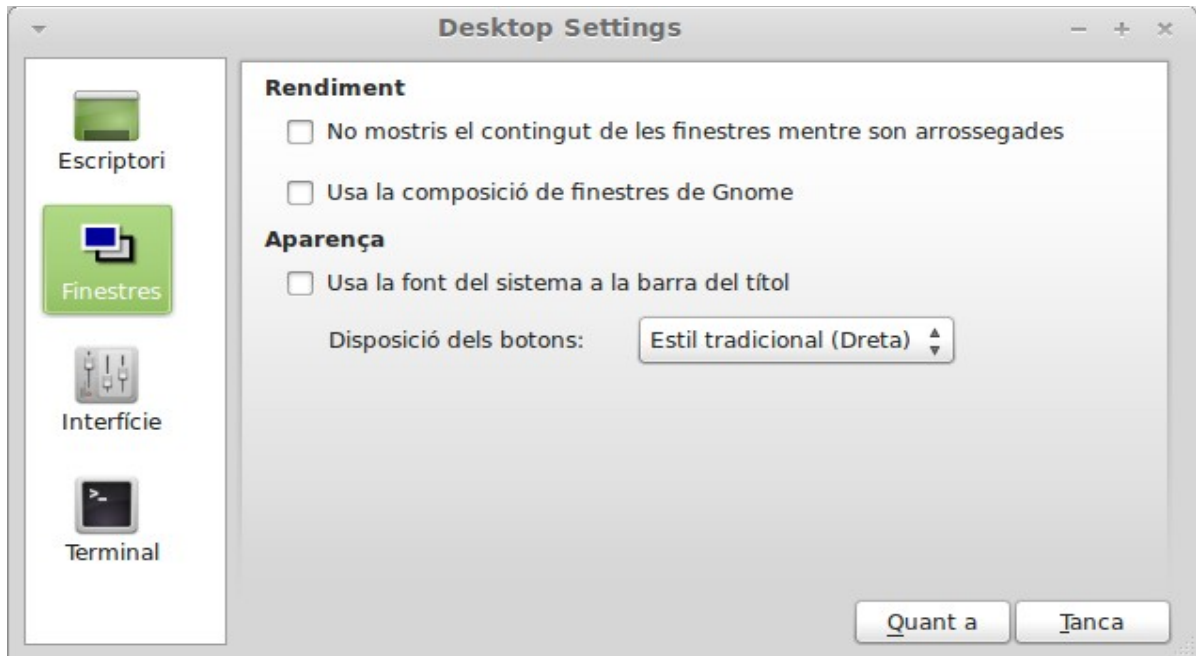 Desktop Settings
Escriptori
Finestres
Interfície
>_
Terminal
Rendiment
No mostris el contingut de les finestres mentre son arrossegades
Usa la composició de finestres de Gnome
Aparença
Usa la font del sistema a la barra del títol
Disposició dels botons: Estil tradicional (Dreta)
Quant a Tanca